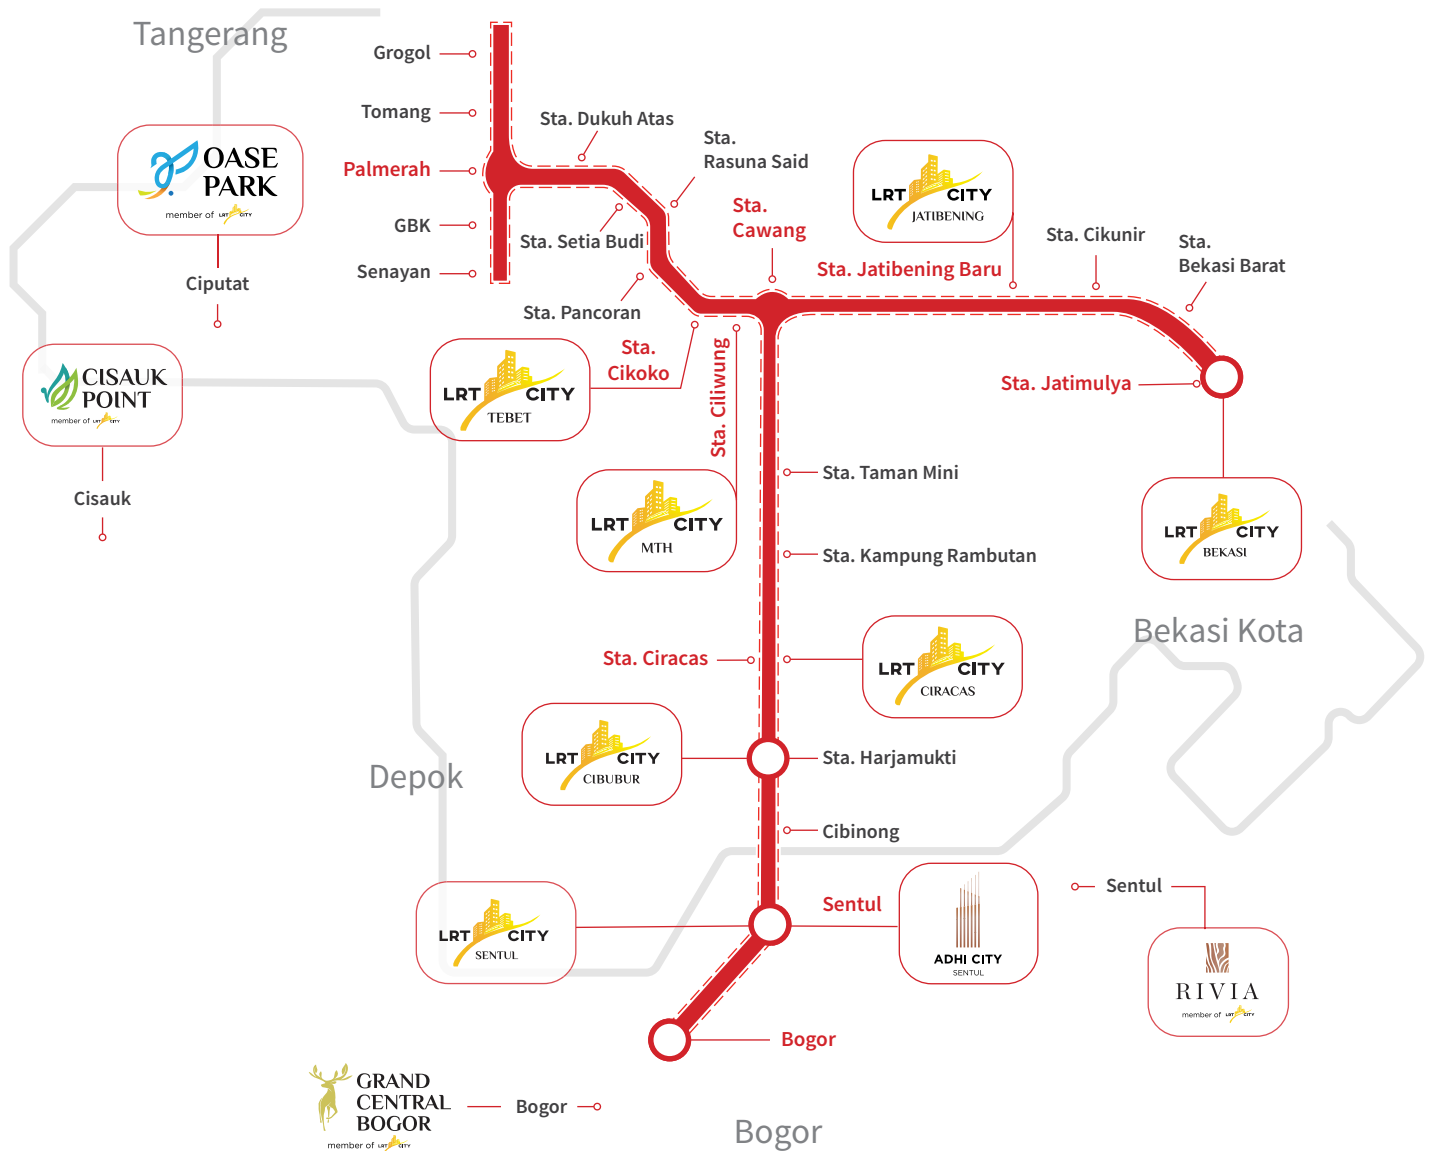 Tangerang
Grogol
Tomang
Palmerah
GBK
Senayan
Sta. Dukuh Atas
Sta.
Rasuna Said
Sta. Setia Budi
Sta. Pancoran
Sta.
Cawang
LRT CITY
JATIBENING
Sta. Jatibening Baru
Sta. Cikunir
Sta.
Bekasi Barat
OASE
PARK
member of LRT CITY
Ciputat
CISAUK
POINT
member of LRT CITY
Cisauk
LRT CITY
TEBET
Sta.
Cikoko
Sta. Ciliwung
Sta. Jatimulya
LRT CITY
MTH
Sta. Taman Mini
Sta. Kampung Rambutan
LRT CITY
BEKASI
Bekasi Kota
Sta. Ciracas
LRT CITY
CIRACAS
LRT CITY
CIBUBUR
Sta. Harjamukti
Depok
Cibinong
LRT CITY
SENTUL
Sentul
ADHI CITY
SENTUL
Sentul
RIVIA
member of LRT CITY
Bogor
GRAND
CENTRAL
BOGOR
member of LRT CITY
Bogor
Bogor